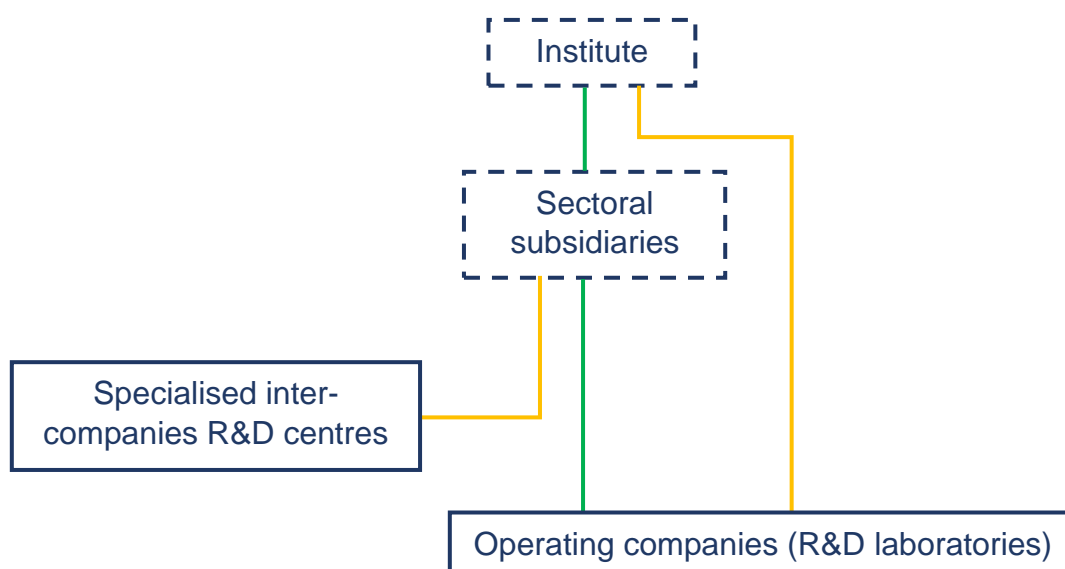 Institute
Sectoral
subsidiaries
Specialised inter-
companies R&D centres
Operating companies (R&D laboratories)